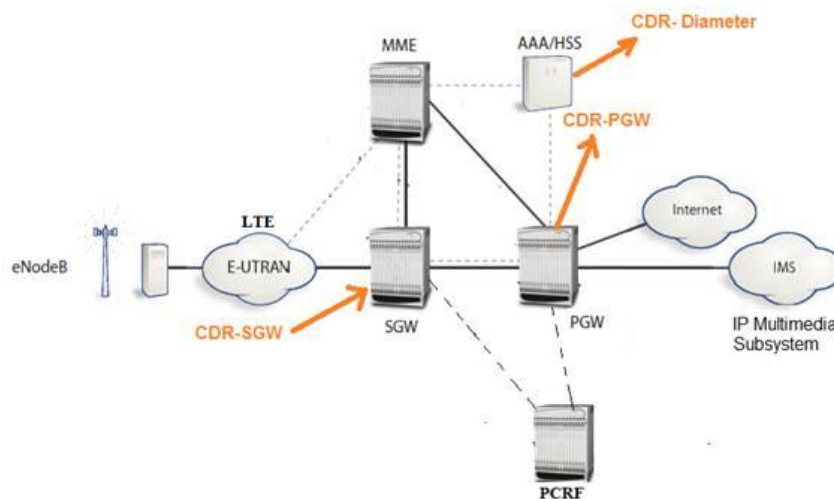 CDR- Diameter
MME
AAA/HSS
CDR-PGW
Internet
LTE
eNodeB
E-UTRAN
IMS
CDR-SGW
SGW
PGW
IP Multimedia
Subsystem
PCRF